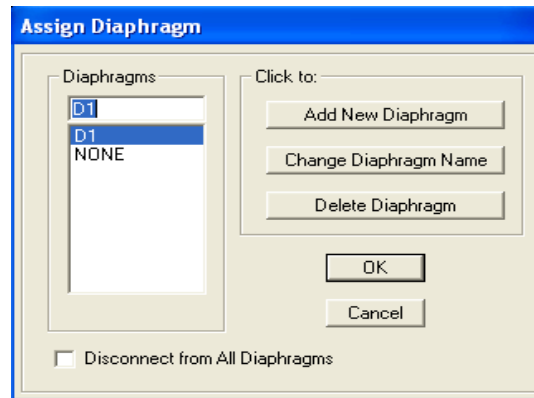 Assign Diaphragm
Diaphragms
D1
D1
NONE
Click to:
Add New Diaphragm
Change Diaphragm Name
Delete Diaphragm
OK
Cancel
Disconnect from All Diaphragms